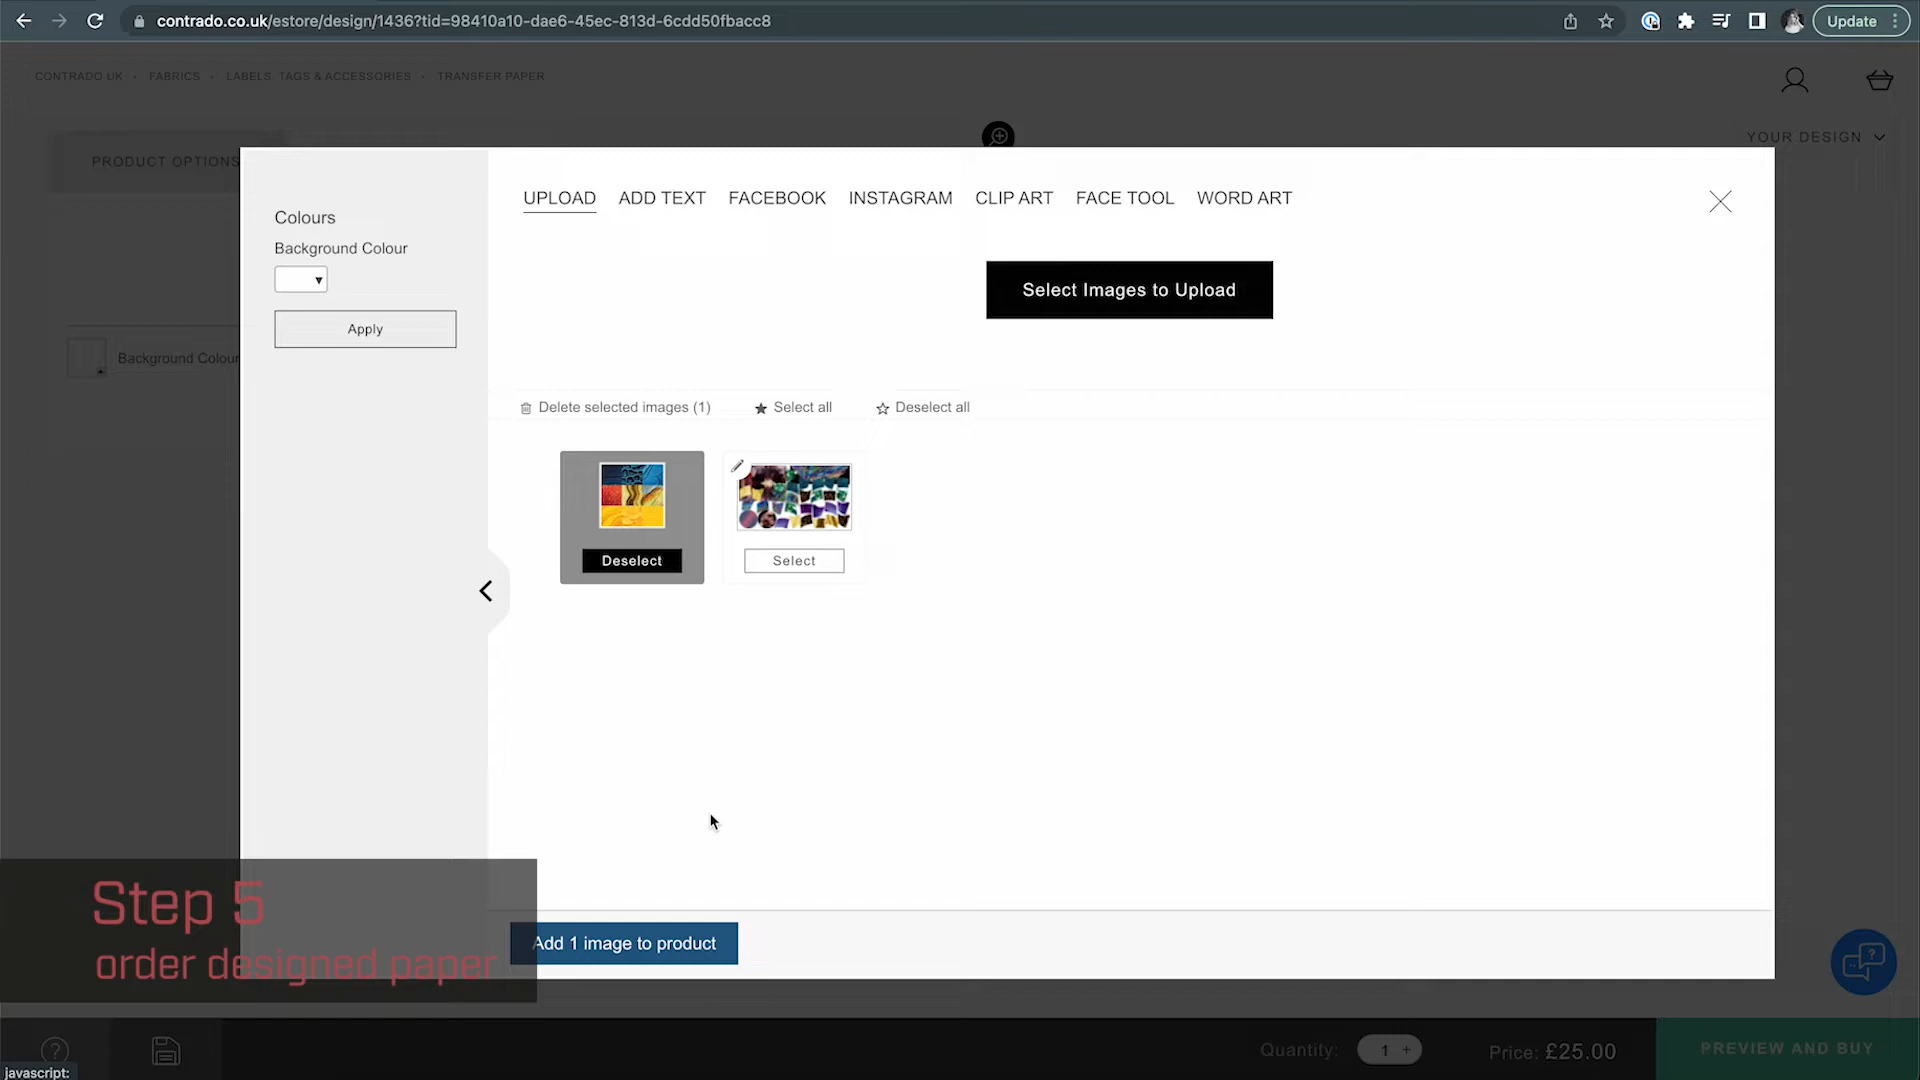 contrado.co.uk/estore/design/1436?tid=98410a10-dae6-45ec-813d-6cdd50fbacc8
Update
CONTRADO UK • FABRICS • LABELS, TAGS & ACCESSORIES • TRANSFER PAPER
YOUR DESIGN
PRODUCT OPTIONS
UPLOAD ADD TEXT FACEBOOK INSTAGRAM CLIP ART FACE TOOL WORD ART
Colours
Background Colour
Apply
Select Images to Upload
Background Colour
Delete selected images (1) Select all Deselect all
Deselect Select
Step 5
order designed paper
Add 1 image to product
Quantity: 1 + Price: £25.00 PREVIEW AND BUY
javascript: